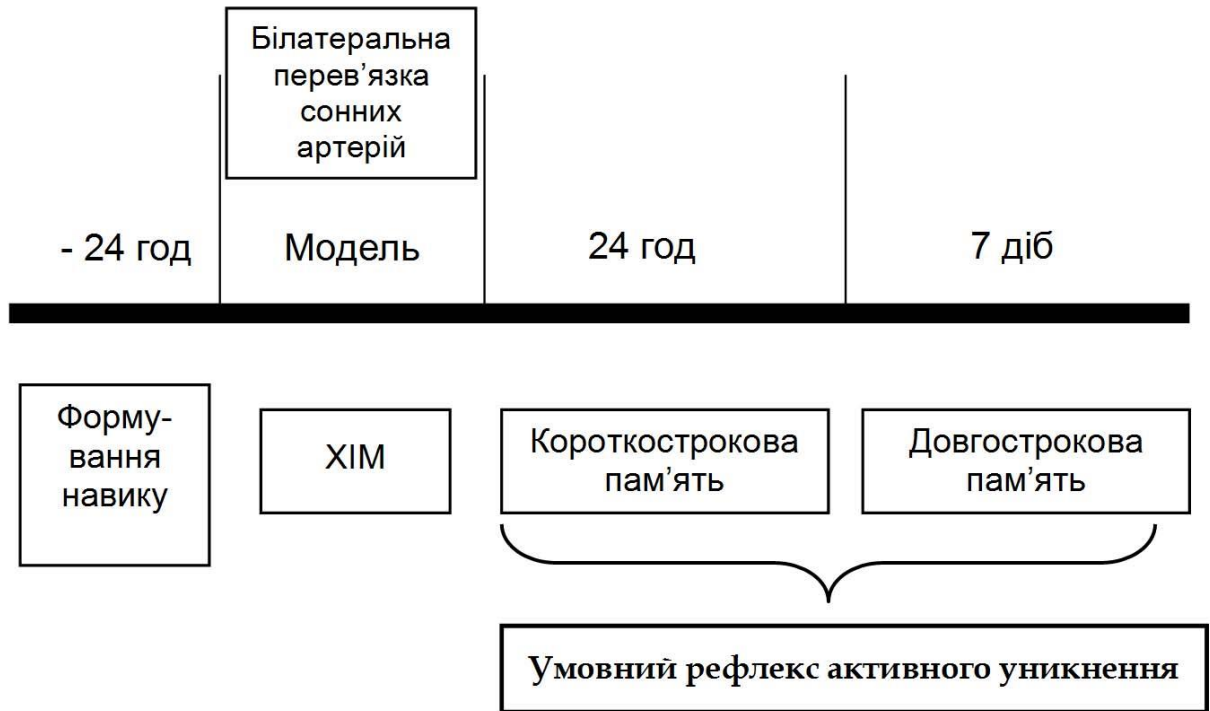 Білатеральна
перев’язка
сонних
артерій
- 24 год
Модель
24 год
7 діб
Форму-
вання
навику
ХІМ
Короткострокова
пам’ять
Довгострокова
пам’ять
Умовний рефлекс активного уникнення